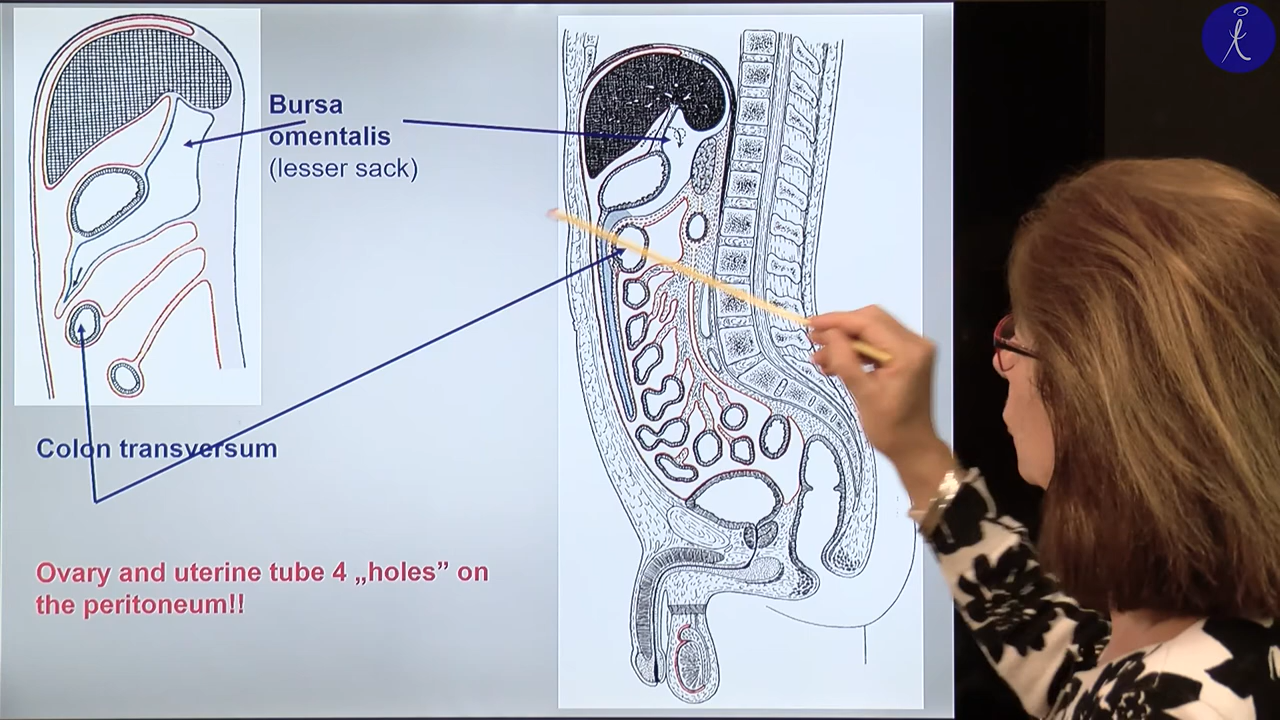 Bursa
omentalis
(lesser sack)
Colon transversum
Ovary and uterine tube 4 „holes” on
the peritoneum!!